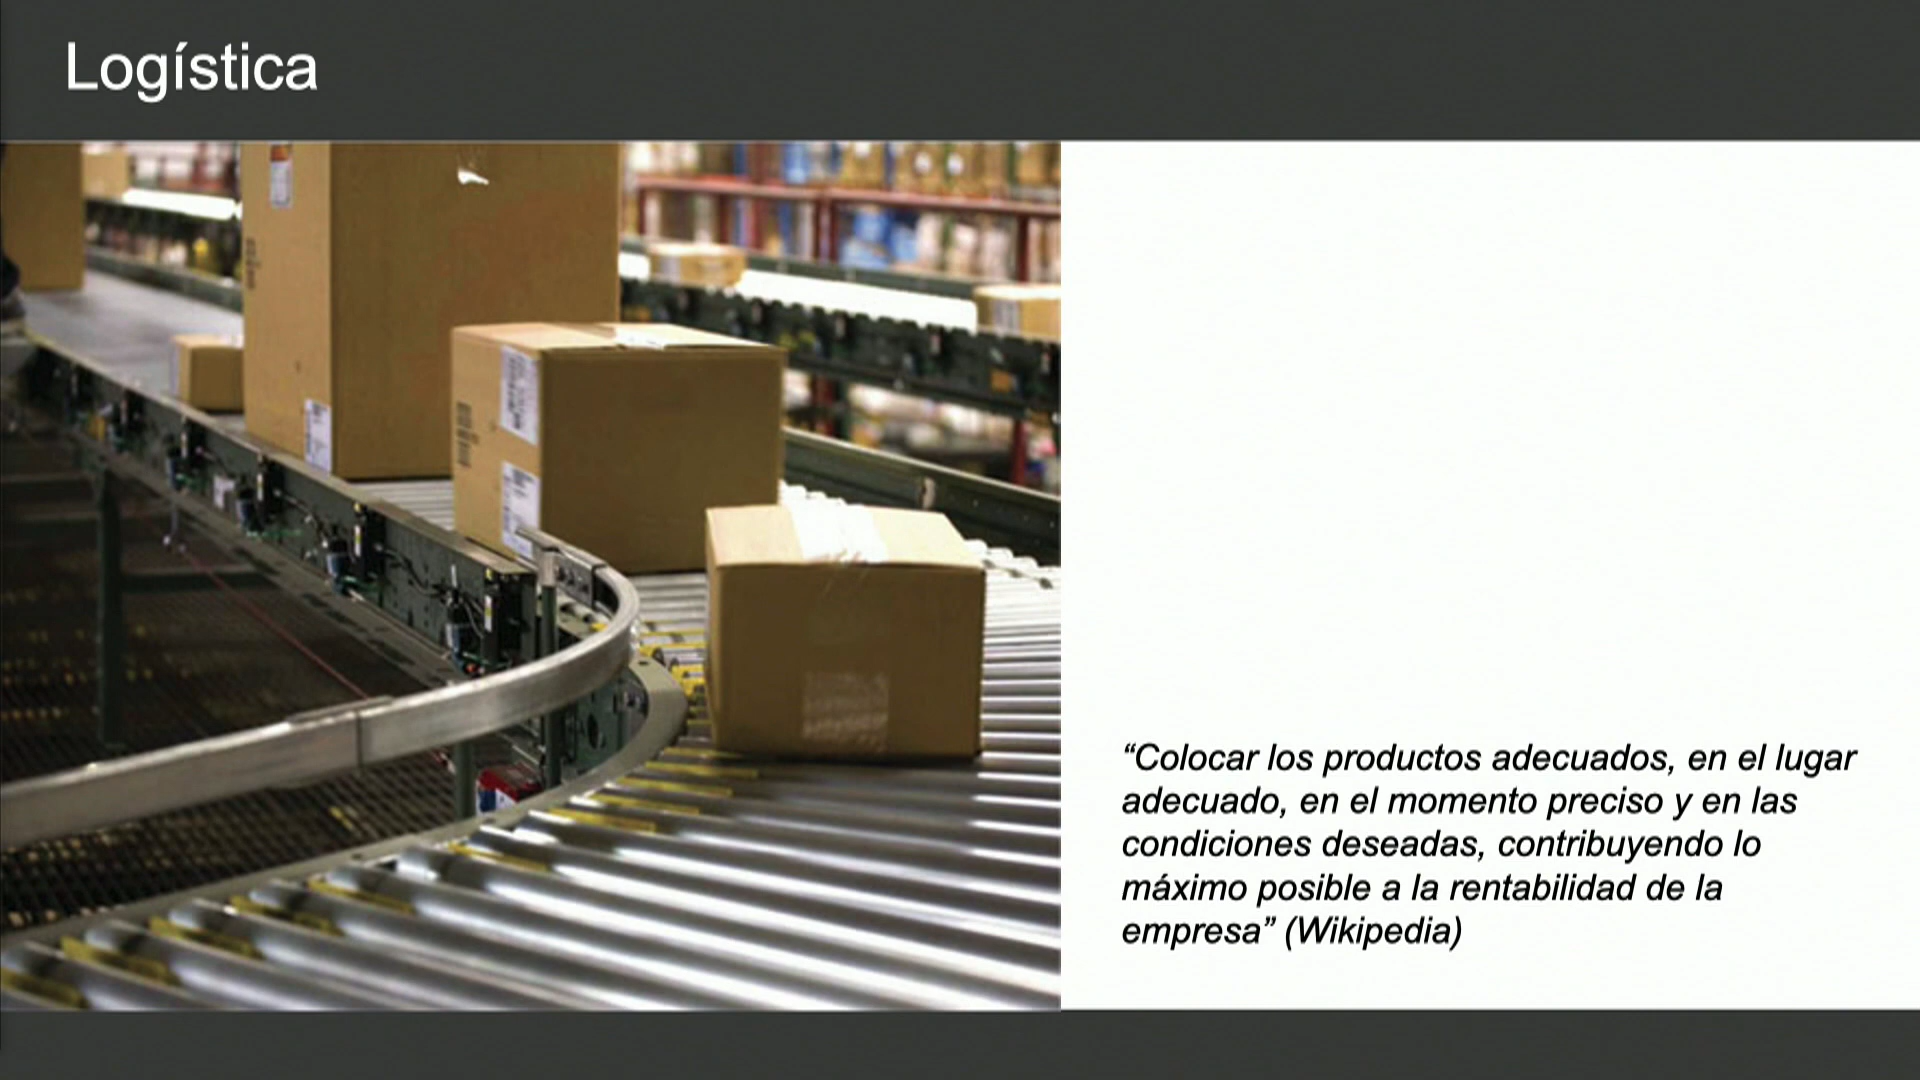 Logística
“Colocar los productos adecuados, en el lugar
adecuado, en el momento preciso y en las
condiciones deseadas, contribuyendo lo
máximo posible a la rentabilidad de la
empresa” (Wikipedia)